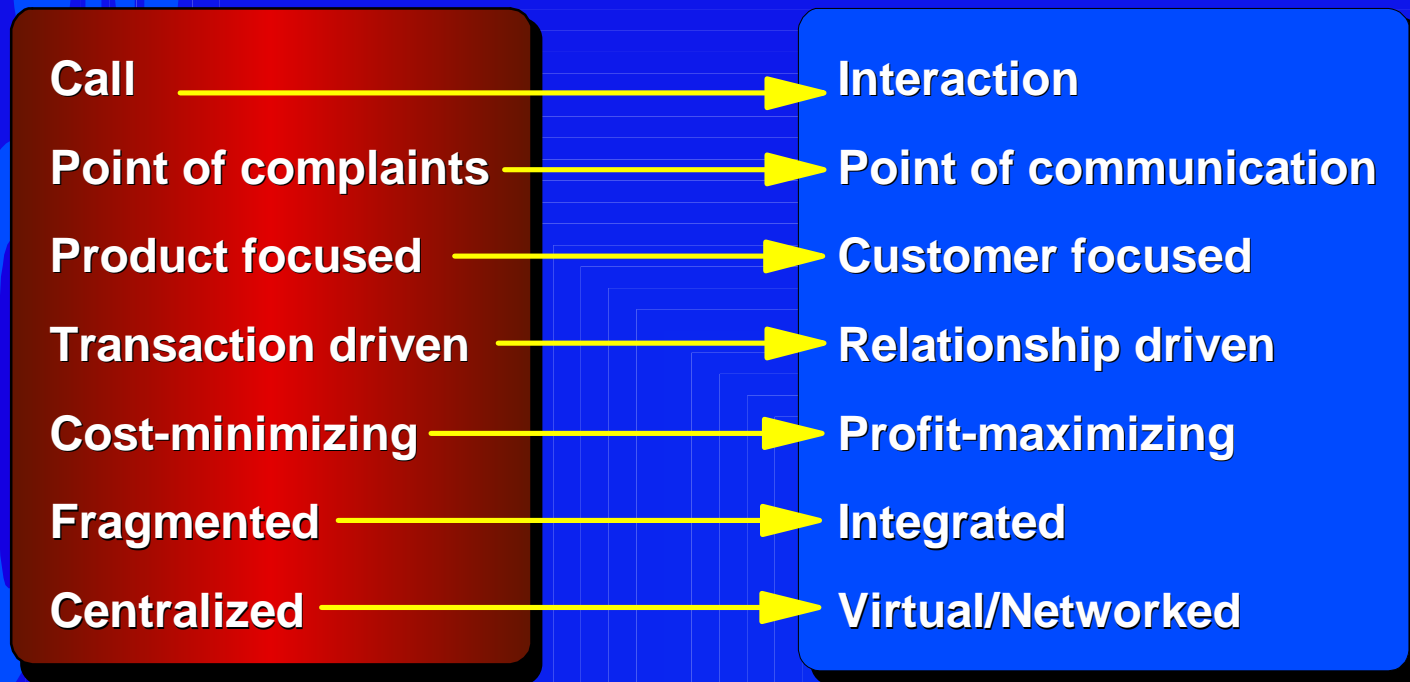 Call
Interaction
Point of complaints
Point of communication
Product focused
Customer focused
Transaction driven
Relationship driven
Cost-minimizing
Profit-maximizing
Fragmented
Integrated
Centralized
Virtual/Networked